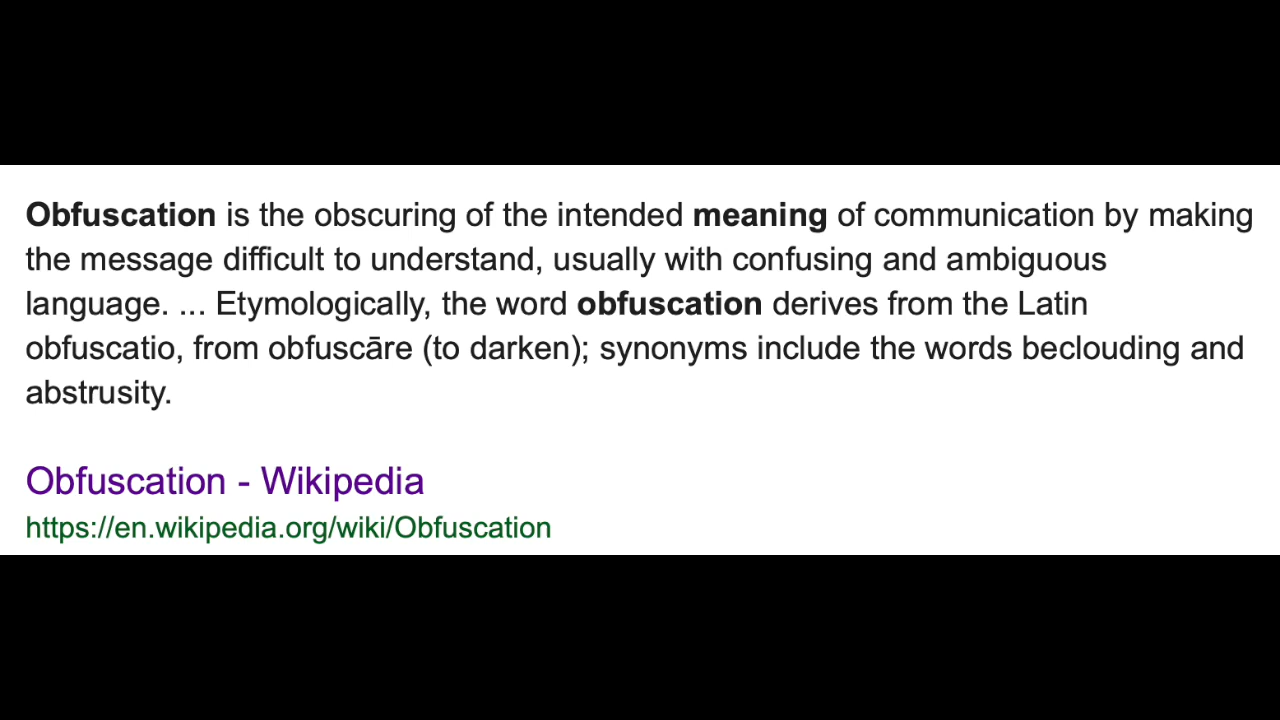 Obfuscation is the obscuring of the intended meaning of communication by making
the message difficult to understand, usually with confusing and ambiguous
language. ... Etymologically, the word obfuscation derives from the Latin
obfuscatio, from obfuscāre (to darken); synonyms include the words beclouding and
abstrusity.
Obfuscation - Wikipedia
https://en.wikipedia.org/wiki/Obfuscation